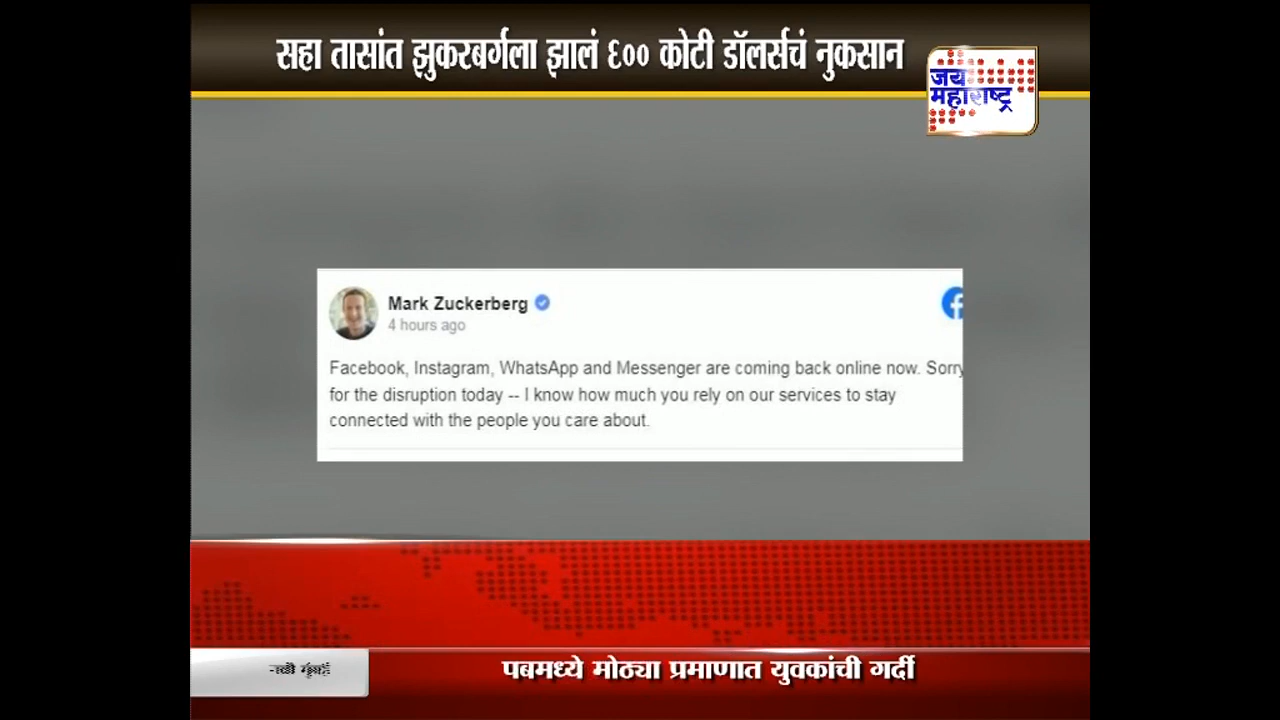 सहा तासांत झुकरबर्गला झालं ६०० कोटी डॉलर्सचं नुकसान
जय
महाराष्ट्र
Mark Zuckerberg
4 hours ago
Facebook, Instagram, WhatsApp and Messenger are coming back online now. Sorry
for the disruption today -- I know how much you rely on our services to stay
connected with the people you care about.
पबमध्ये मोठ्या प्रमाणात युवकांची गर्दी